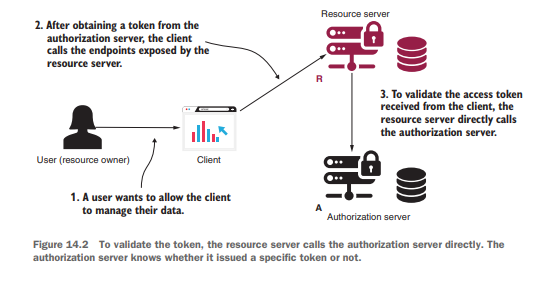 Resource server
2. After obtaining a token from the
authorization server, the client
calls the endpoints exposed by the
resource server.
R
3. To validate the access token
received from the client, the
resource server directly calls
the authorization server.
User (resource owner)
Client
1. A user wants to allow the client
to manage their data.
A
Authorization server
Figure 14.2 To validate the token, the resource server calls the authorization server directly. The
authorization server knows whether it issued a specific token or not.